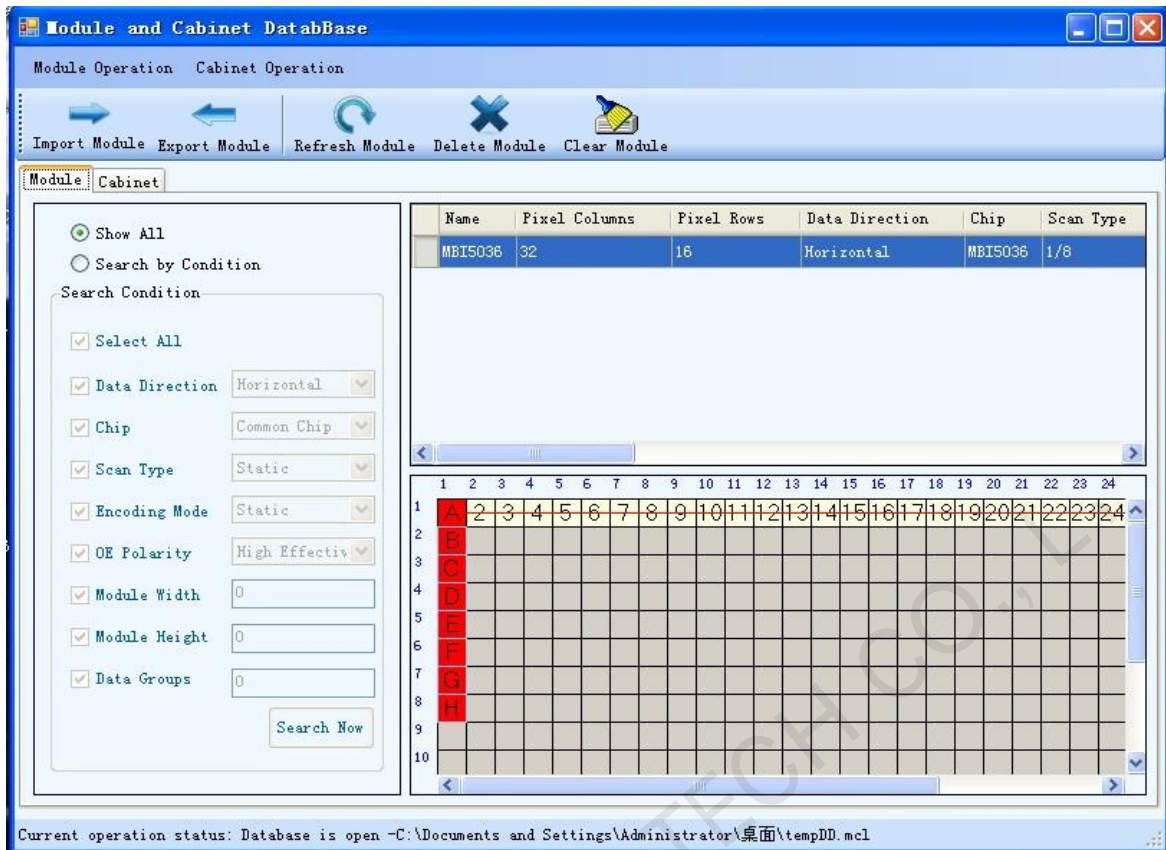 Module and Cabinet DatabBase
Module Operation Cabinet Operation
Import Module Export Module Refresh Module Delete Module Clear Module
Module Cabinet
Show All
Search by Condition
Search Condition
Select All
Data Direction Horizontal
Chip Common Chip
Scan Type Static
Encoding Mode Static
OE Polarity High Effectiv
Module Width 0
Module Height 0
Data Groups 0
Search Now
Name Pixel Columns Pixel Rows Data Direction Chip Scan Type
MBI5036 32 16 Horizontal MBI5036 1/8
1 2 3 4 5 6 7 8 9 10 11 12 13 14 15 16 17 18 19 20 21 22 23 24
1 A 2 3 4 5 6 7 8 9 10 11 12 13 14 15 16 17 18 19 20 21 22 23 24
2 B
3 C
4 D
5 E
6 F
7 G
8 H
9
10
TECH CO., L
Current operation status: Database is open -C:\Documents and Settings\Administrator\桌面\tempDD.mcl